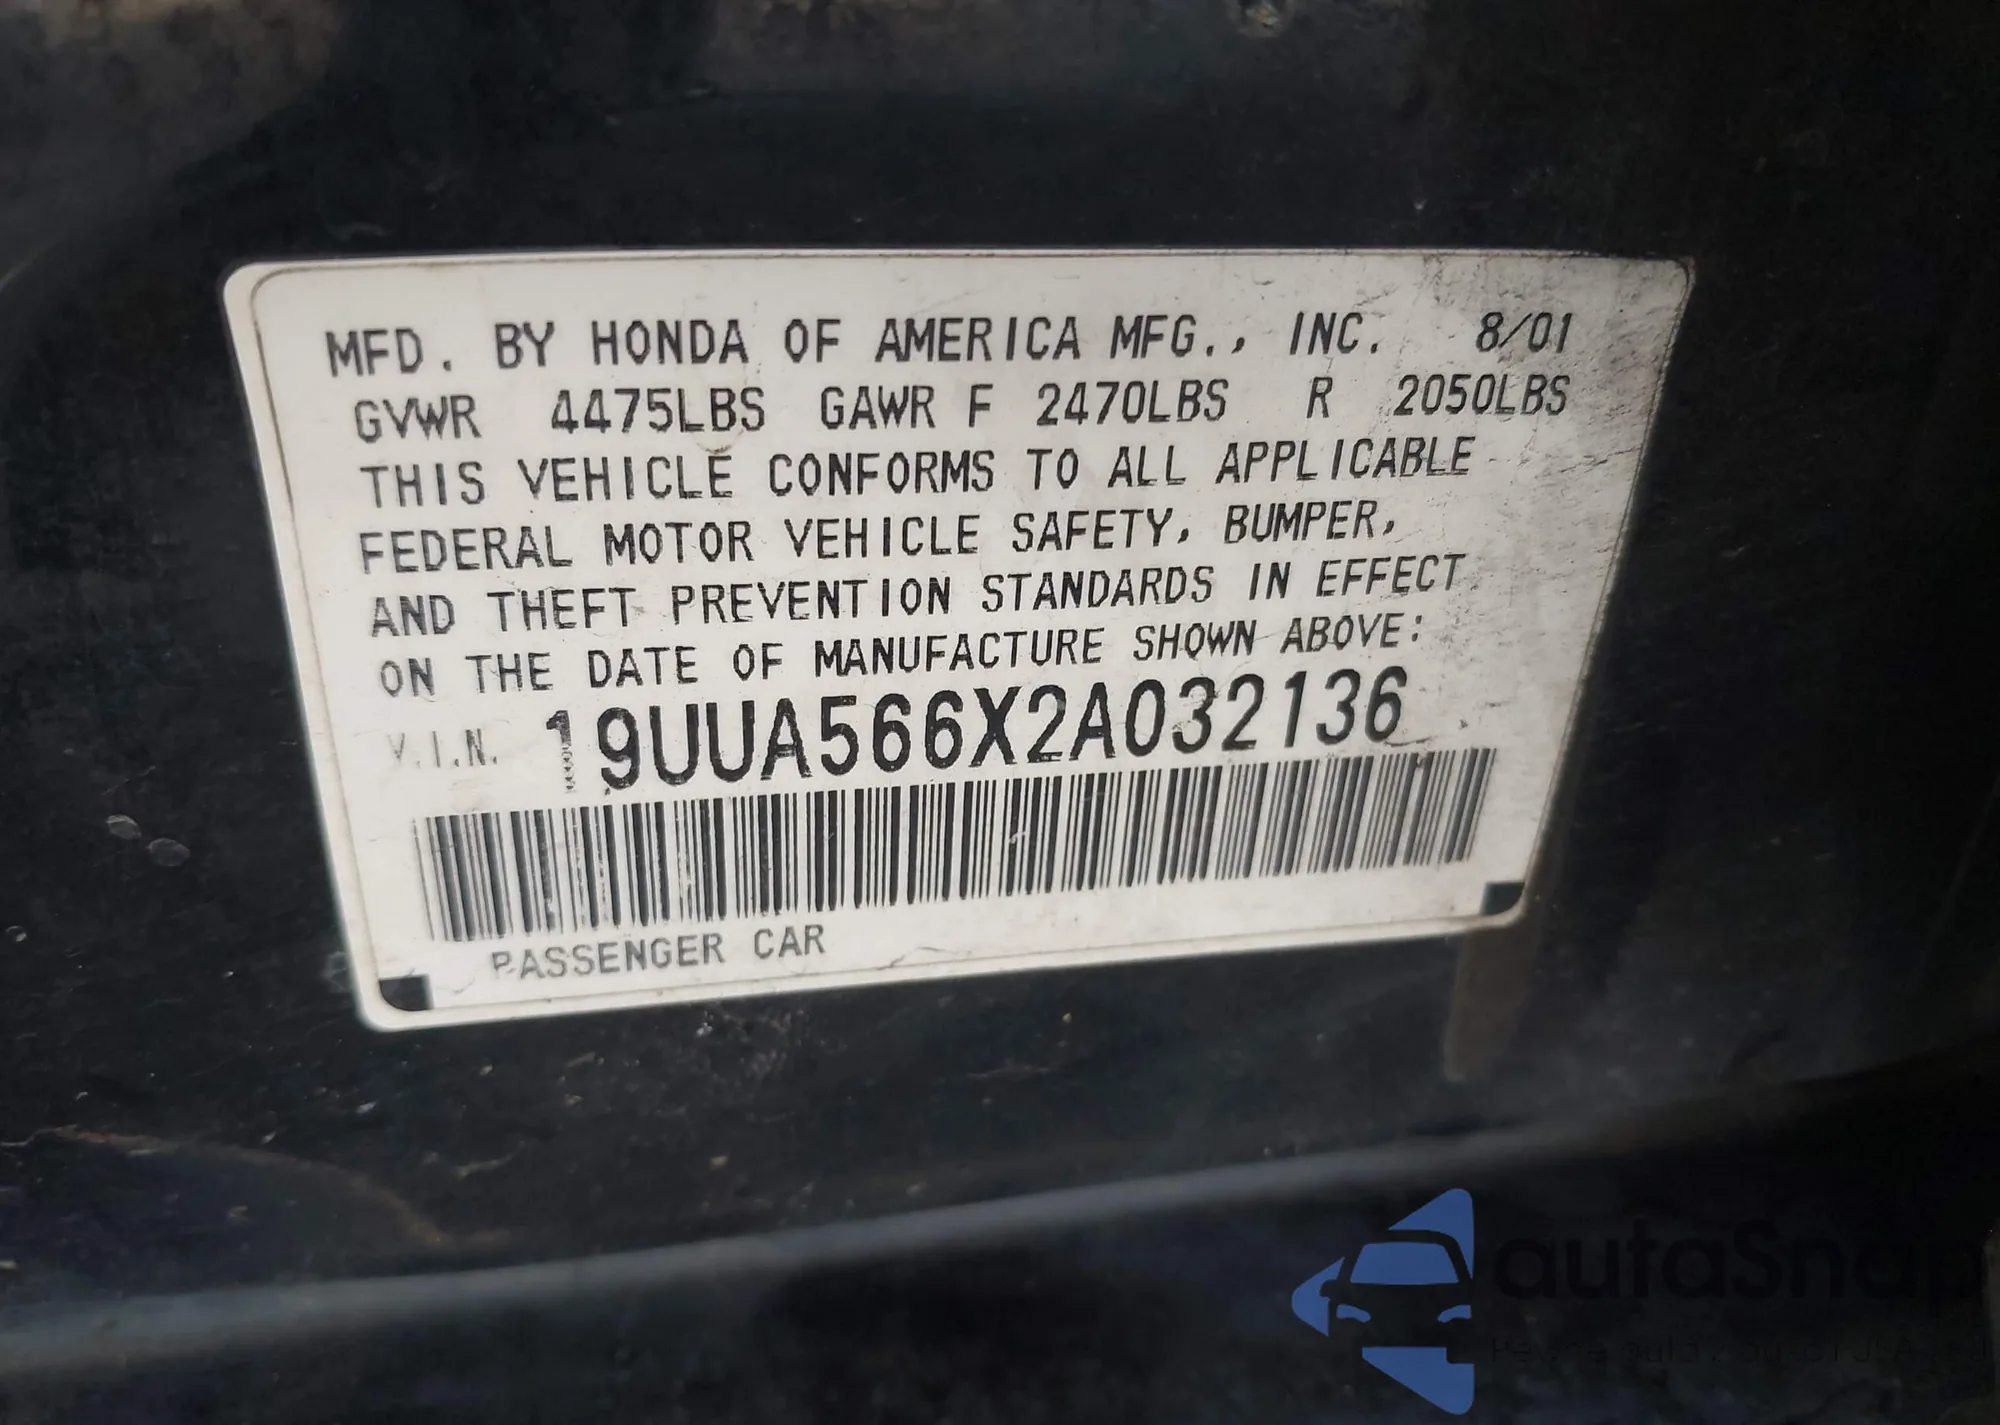 MFD. BY HONDA OF AMERICA MFG., INC. 8/01
GVWR 4475LBS GAWR F 2470LBS R 2050LBS
THIS VEHICLE CONFORMS TO ALL APPLICABLE
FEDERAL MOTOR VEHICLE SAFETY, BUMPER,
AND THEFT PREVENTION STANDARDS IN EFFECT
ON THE DATE OF MANUFACTURE SHOWN ABOVE:
V.I.N. 19UUA566X2A032136
PASSENGER CAR
autaSnap